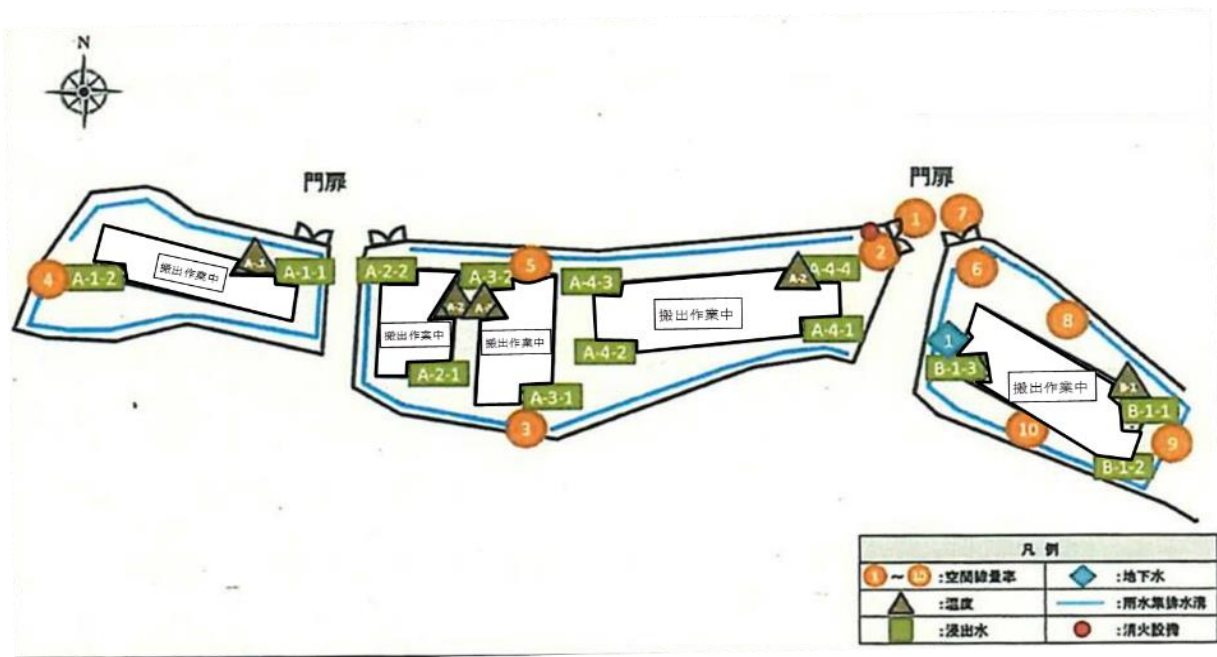 N
門扉
門扉
1
7
2
4
A-1-2
搬出作業中
A-1-1
A-2-2
A-3-2
5
A-4-3
A-4-4
6
8
搬出作業中
搬出作業中
搬出作業中
A-4-1
A-4-2
A-2-1
A-3-1
3
1
B-1-3
搬出作業中
B-1
B-1-1
10
9
B-1-2
凡 例
1 ~ 10 :空間線量率
:地下水
:温度
:雨水集排水溝
:浸出水
:消火設備